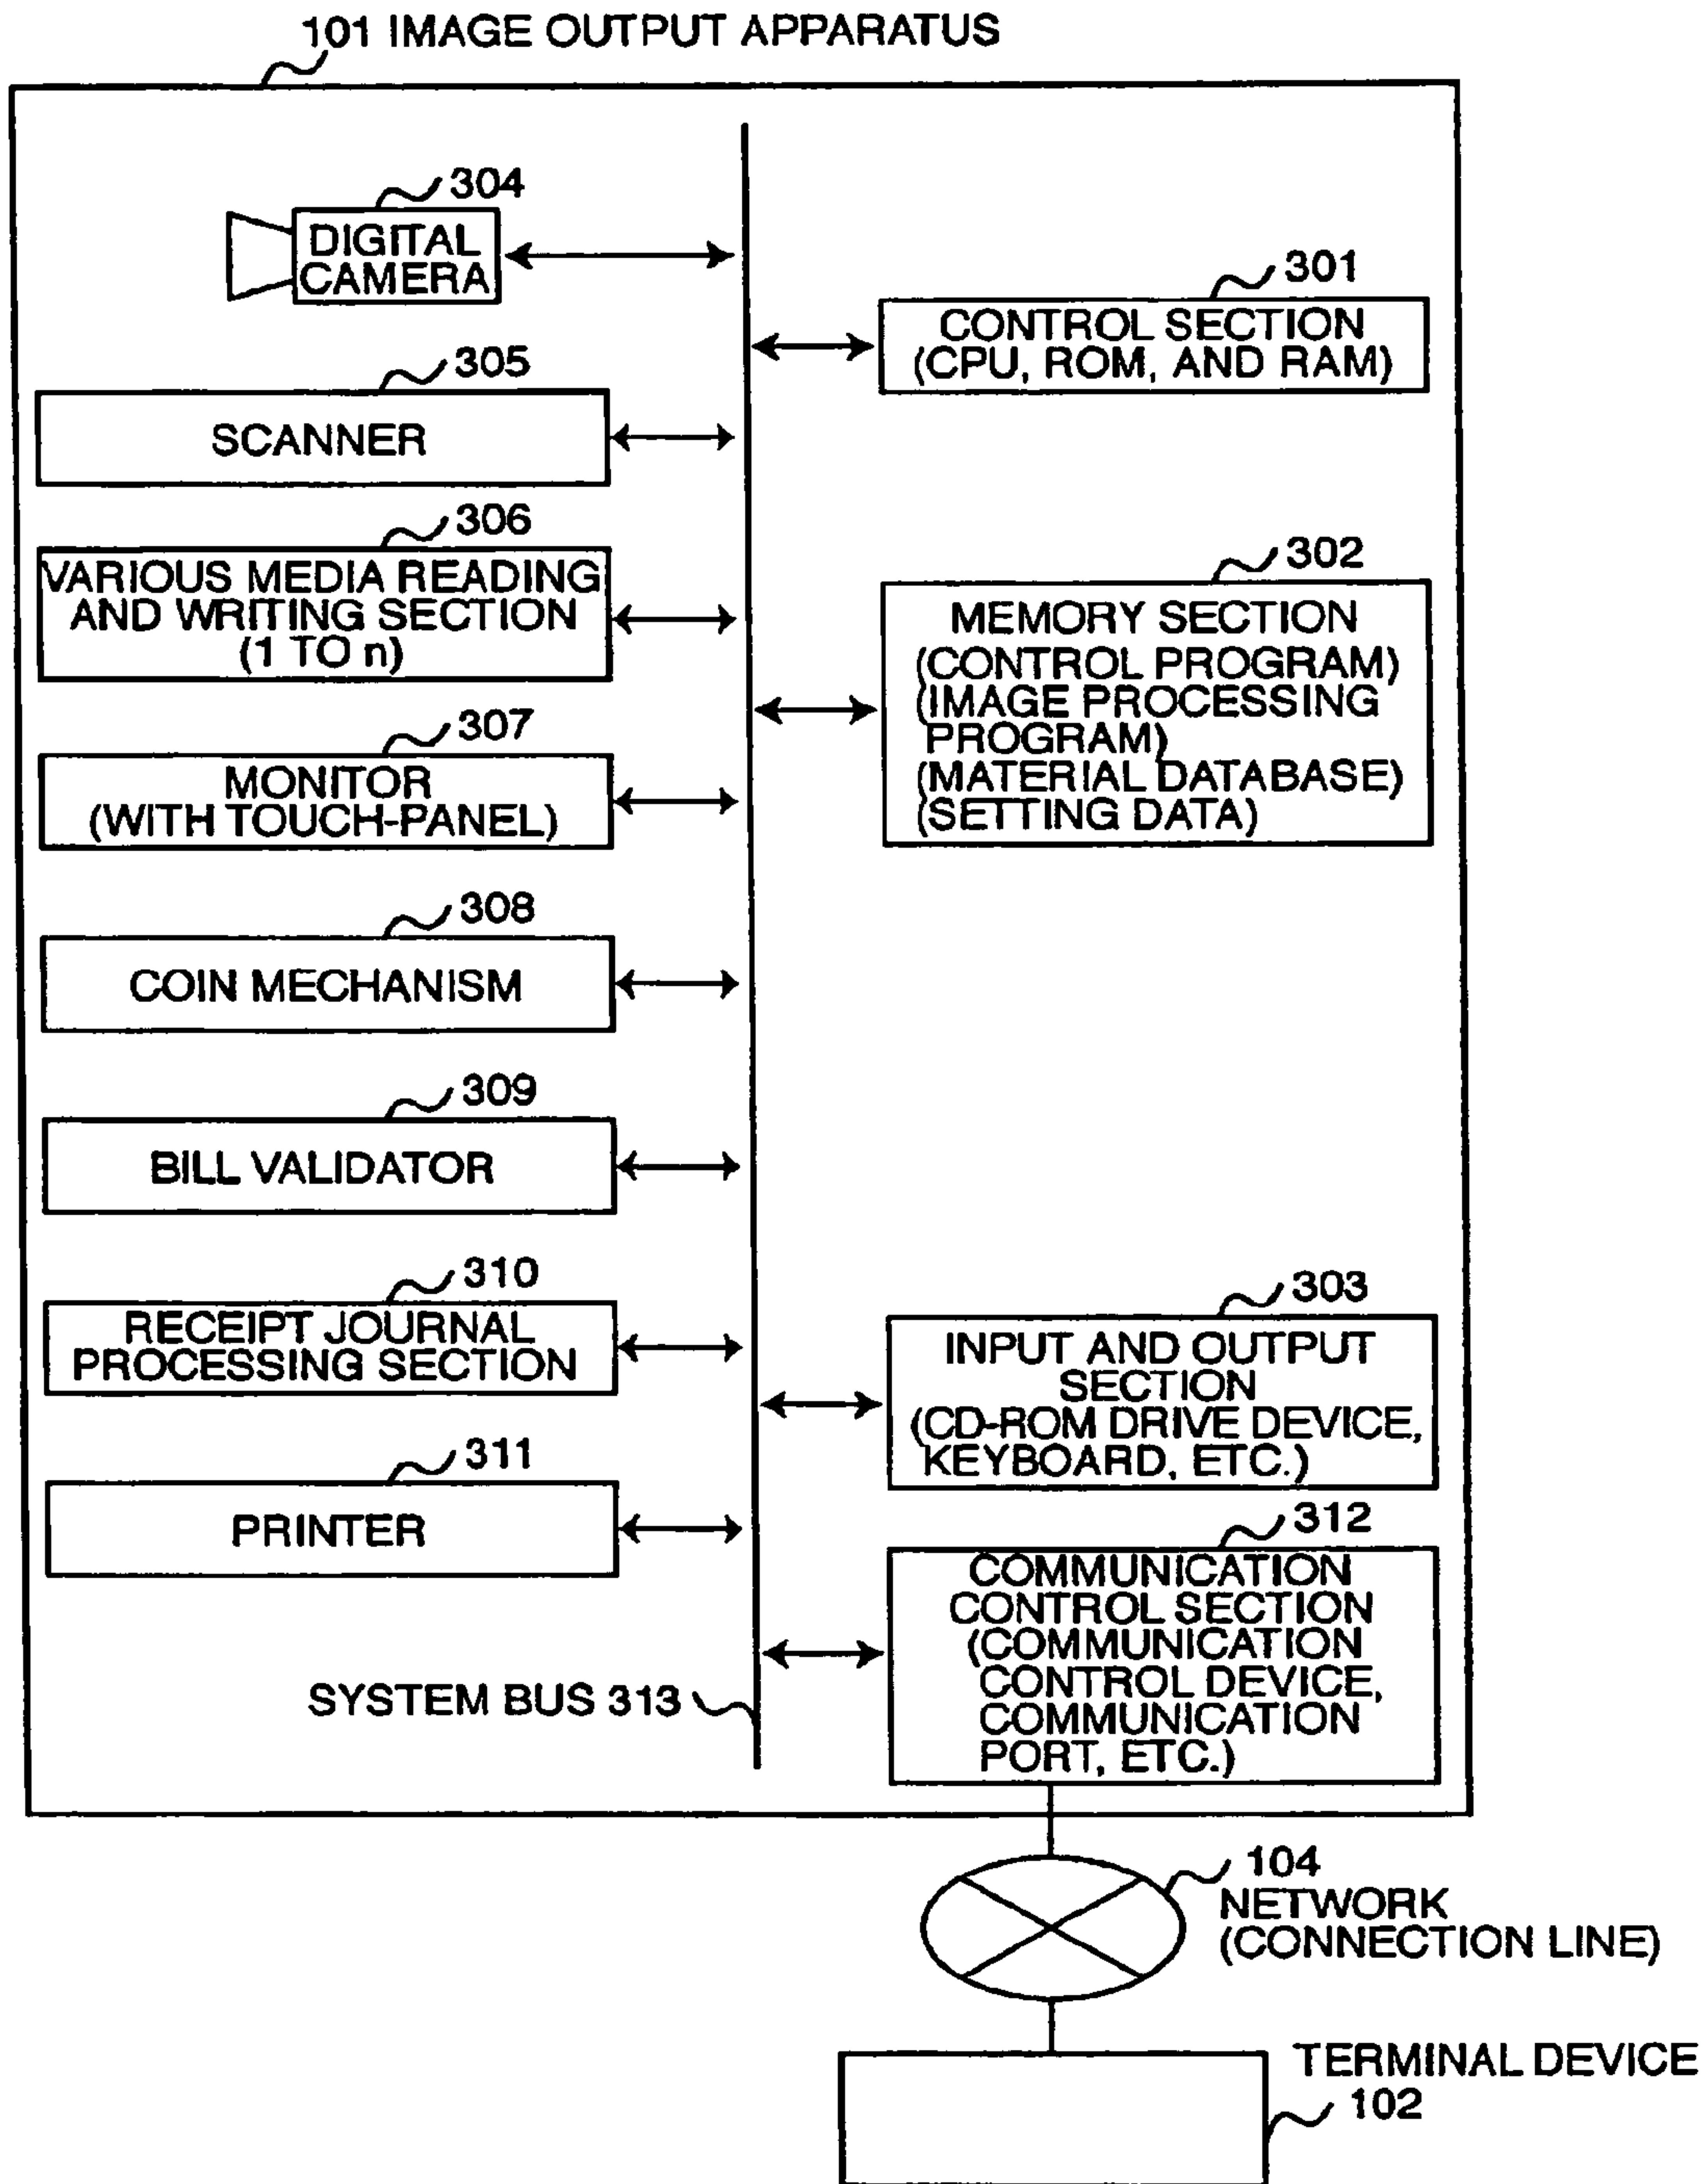 101 IMAGE OUTPUT APPARATUS
304
DIGITAL
CAMERA
301
CONTROL SECTION
(CPU, ROM, AND RAM)
305
SCANNER
306
VARIOUS MEDIA READING
AND WRITING SECTION
(1 TO n)
302
MEMORY SECTION
(CONTROL PROGRAM)
(IMAGE PROCESSING
PROGRAM)
(MATERIAL DATABASE)
(SETTING DATA)
307
MONITOR
(WITH TOUCH-PANEL)
308
COIN MECHANISM
309
BILL VALIDATOR
310
RECEIPT JOURNAL
PROCESSING SECTION
303
INPUT AND OUTPUT
SECTION
(CD-ROM DRIVE DEVICE,
KEYBOARD, ETC.)
311
PRINTER
312
COMMUNICATION
CONTROL SECTION
(COMMUNICATION
CONTROL DEVICE,
COMMUNICATION
PORT, ETC.)
SYSTEM BUS 313
104
NETWORK
(CONNECTION LINE)
TERMINAL DEVICE
102